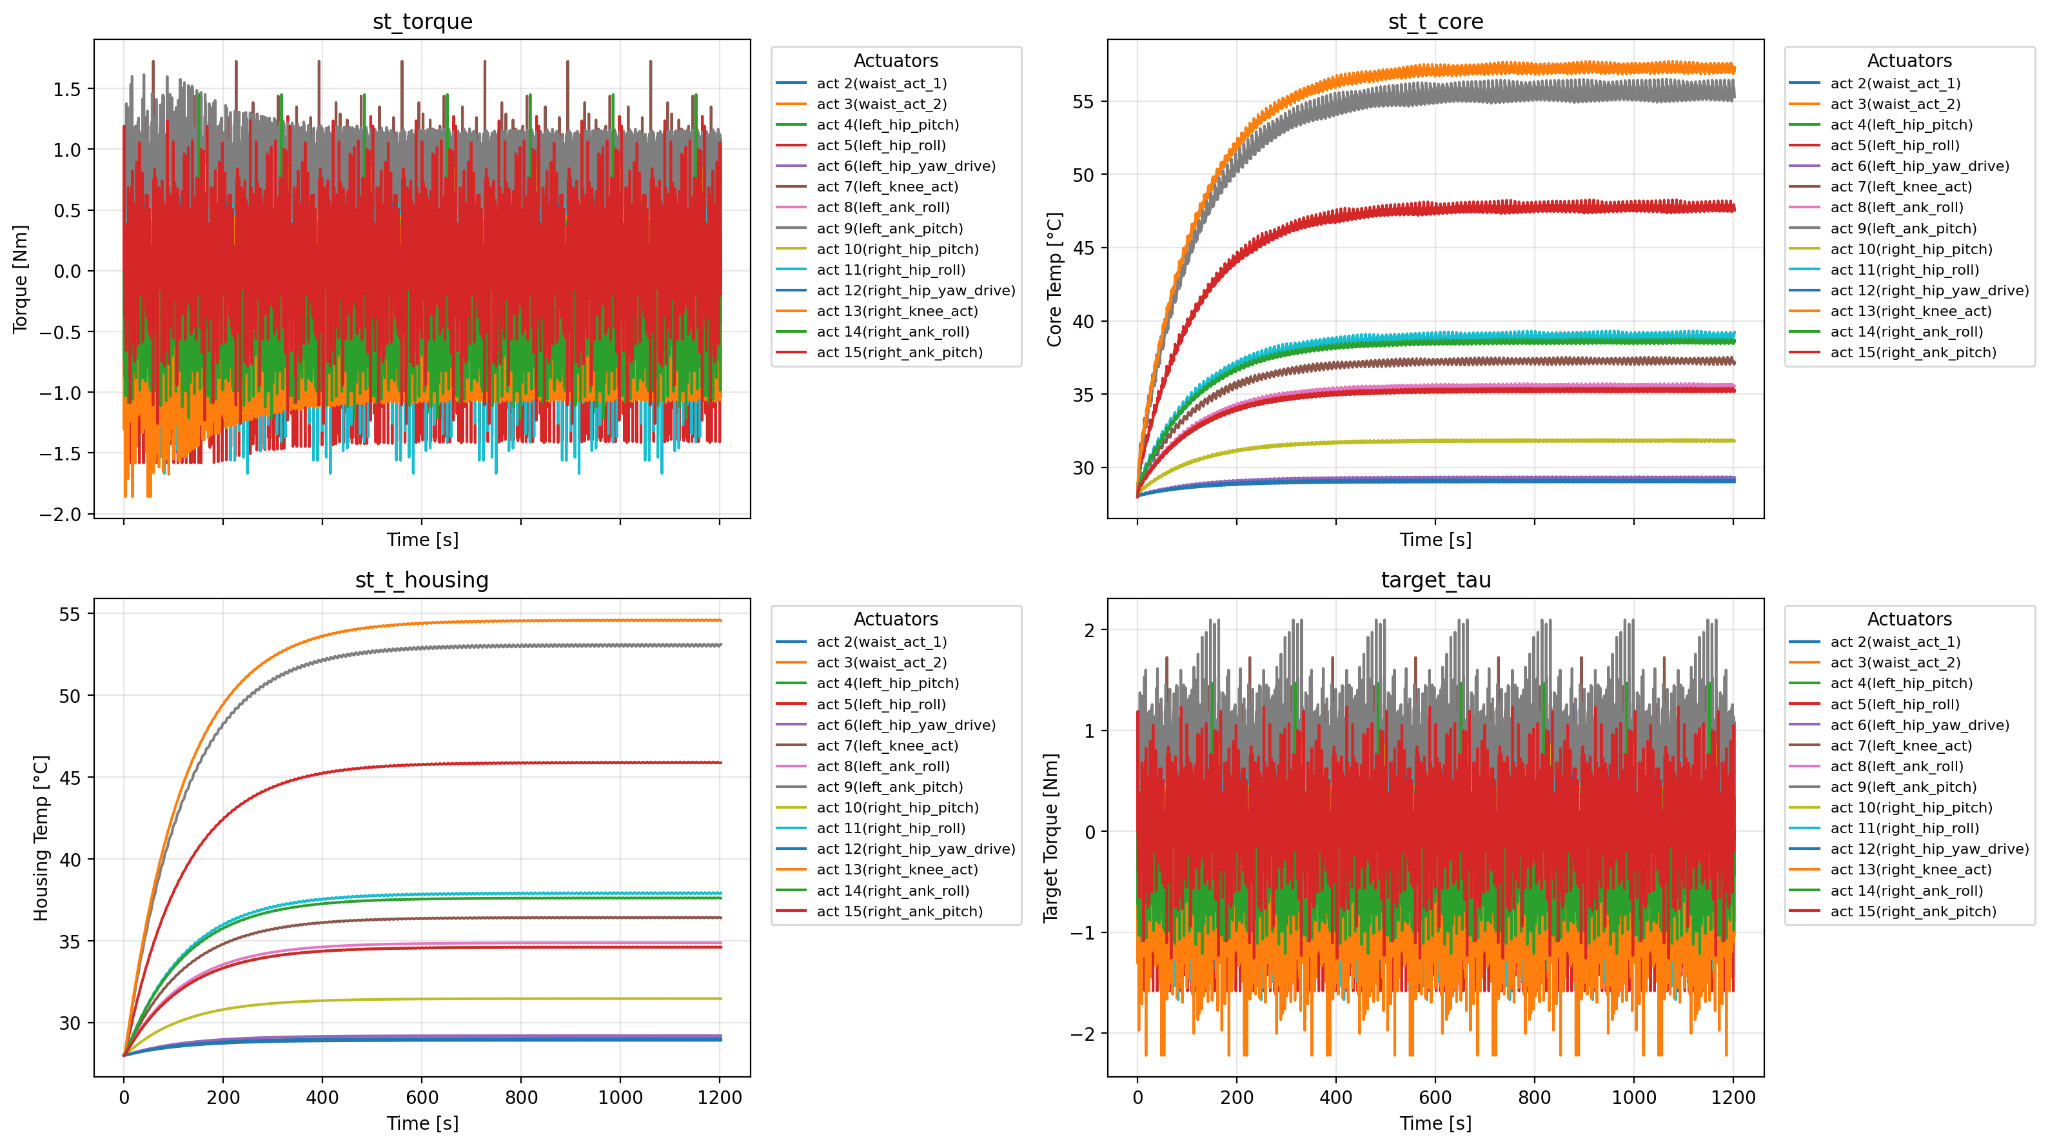 st_torque
Torque [Nm]
1.5
1.0
0.5
0.0
−0.5
−1.0
−1.5
−2.0
Time [s]
Actuators
act 2(waist_act_1)
act 3(waist_act_2)
act 4(left_hip_pitch)
act 5(left_hip_roll)
act 6(left_hip_yaw_drive)
act 7(left_knee_act)
act 8(left_ank_roll)
act 9(left_ank_pitch)
act 10(right_hip_pitch)
act 11(right_hip_roll)
act 12(right_hip_yaw_drive)
act 13(right_knee_act)
act 14(right_ank_roll)
act 15(right_ank_pitch)
st_t_core
Core Temp [°C]
55
50
45
40
35
30
Time [s]
Actuators
act 2(waist_act_1)
act 3(waist_act_2)
act 4(left_hip_pitch)
act 5(left_hip_roll)
act 6(left_hip_yaw_drive)
act 7(left_knee_act)
act 8(left_ank_roll)
act 9(left_ank_pitch)
act 10(right_hip_pitch)
act 11(right_hip_roll)
act 12(right_hip_yaw_drive)
act 13(right_knee_act)
act 14(right_ank_roll)
act 15(right_ank_pitch)
st_t_housing
Housing Temp [°C]
55
50
45
40
35
30
0 200 400 600 800 1000 1200
Time [s]
Actuators
act 2(waist_act_1)
act 3(waist_act_2)
act 4(left_hip_pitch)
act 5(left_hip_roll)
act 6(left_hip_yaw_drive)
act 7(left_knee_act)
act 8(left_ank_roll)
act 9(left_ank_pitch)
act 10(right_hip_pitch)
act 11(right_hip_roll)
act 12(right_hip_yaw_drive)
act 13(right_knee_act)
act 14(right_ank_roll)
act 15(right_ank_pitch)
target_tau
Target Torque [Nm]
2
1
0
−1
−2
0 200 400 600 800 1000 1200
Time [s]
Actuators
act 2(waist_act_1)
act 3(waist_act_2)
act 4(left_hip_pitch)
act 5(left_hip_roll)
act 6(left_hip_yaw_drive)
act 7(left_knee_act)
act 8(left_ank_roll)
act 9(left_ank_pitch)
act 10(right_hip_pitch)
act 11(right_hip_roll)
act 12(right_hip_yaw_drive)
act 13(right_knee_act)
act 14(right_ank_roll)
act 15(right_ank_pitch)